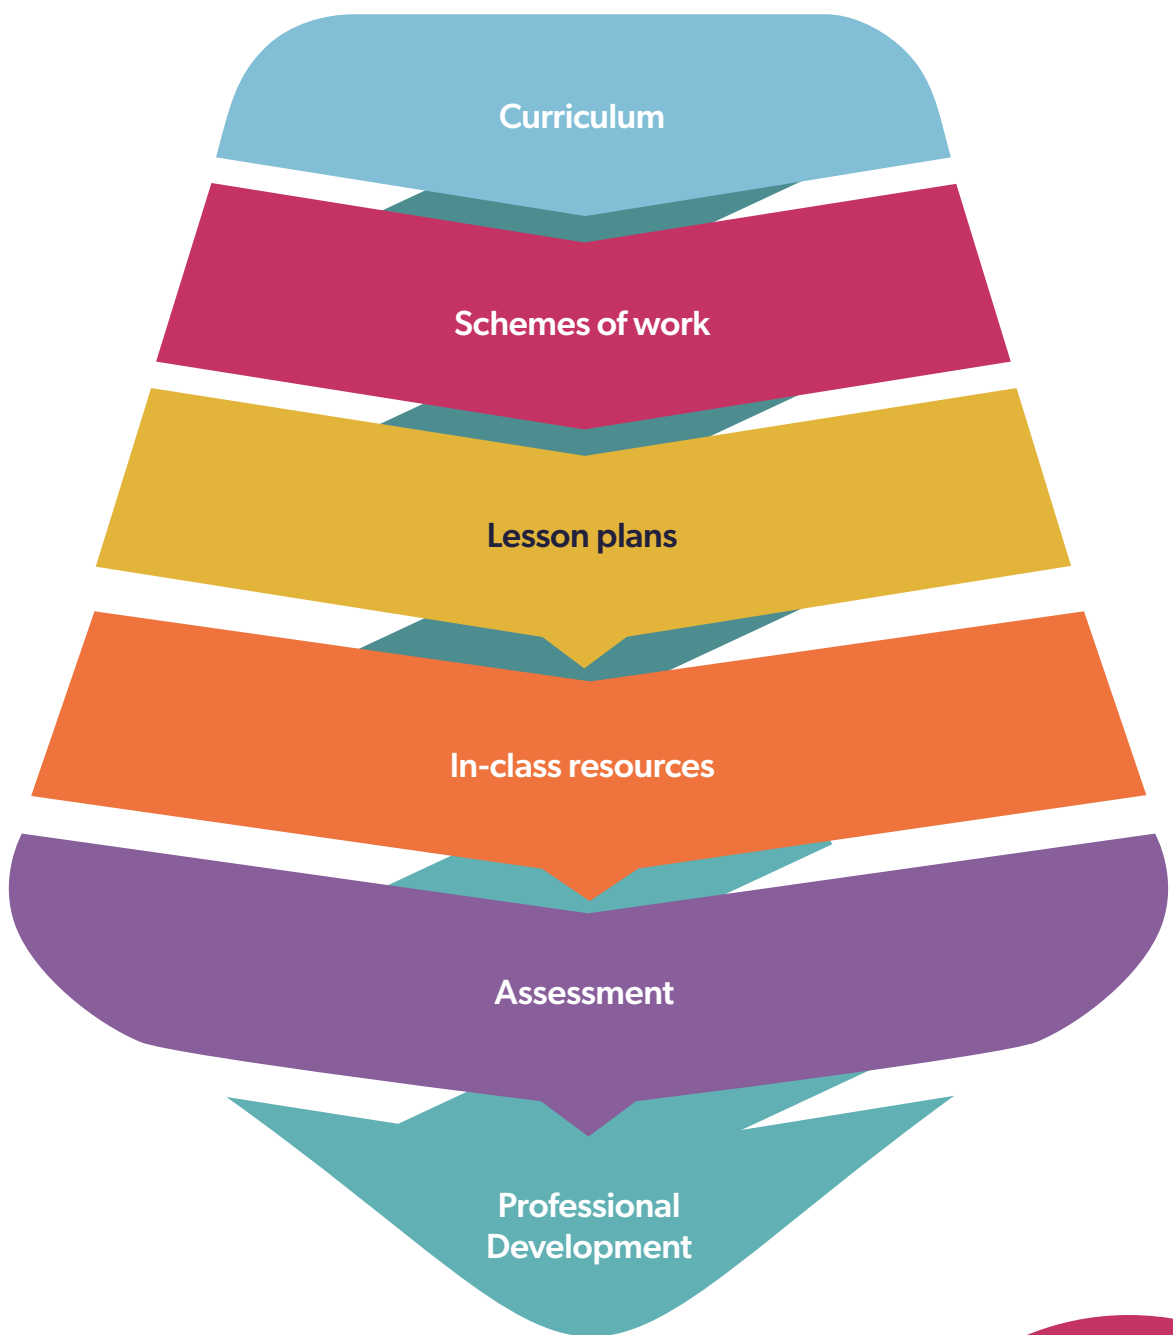 Curriculum
Schemes of work
Lesson plans
In-class resources
Assessment
Professional
Development